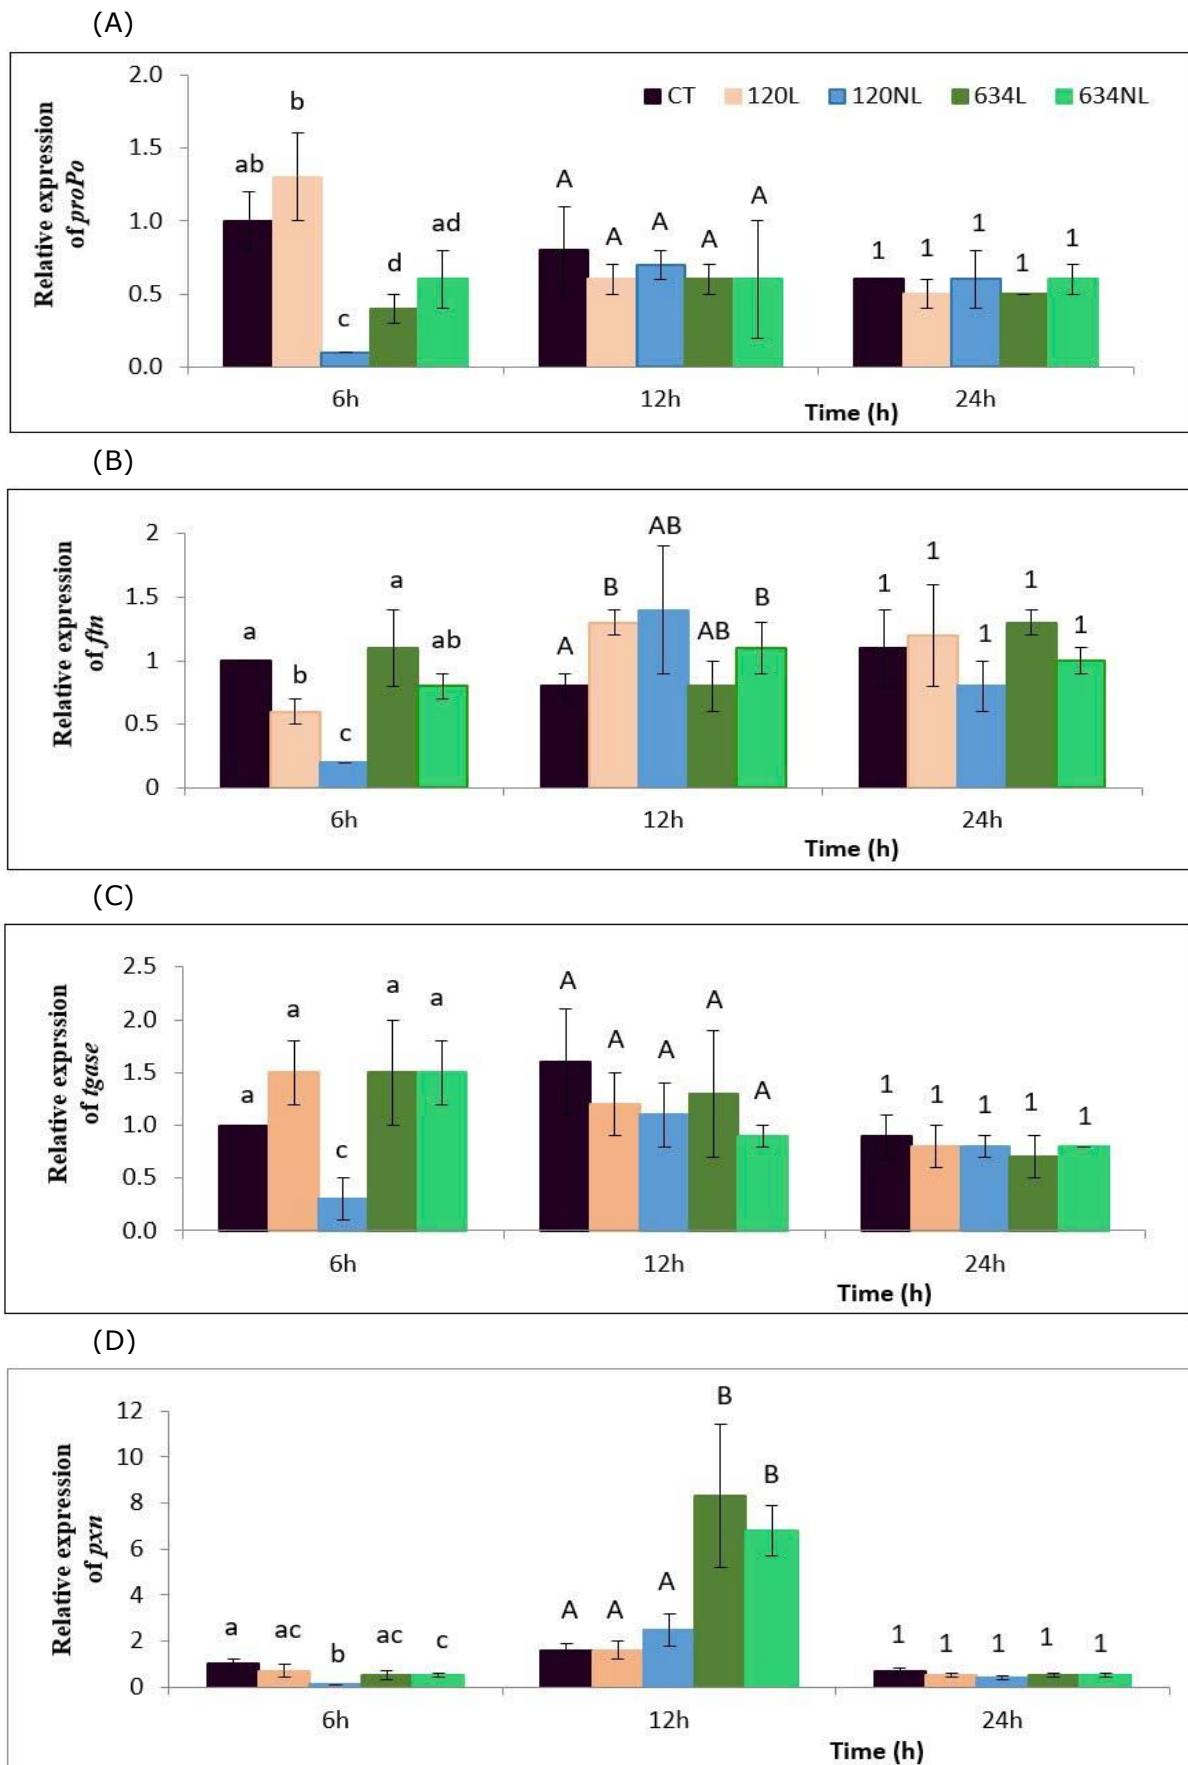 (A)
Relative expression
of proPo
2.0
1.5
1.0
0.5
0.0
CT 120L 120NL 634L 634NL
ab b c d ad
A A A A A
1 1 1 1 1
6h 12h 24h
Time (h)
(B)
Relative expression
of ftn
2
1.5
1
0.5
0
a b c a ab
A B AB AB B
1 1 1 1 1
6h 12h 24h
Time (h)
(C)
Relative exprssion
of tgase
2.5
2.0
1.5
1.0
0.5
0.0
a a c a a
A A A A A
1 1 1 1 1
6h 12h 24h
Time (h)
(D)
Relative expression
of pxn
12
10
8
6
4
2
0
a ac b ac c
A A A B B
1 1 1 1 1
6h 12h 24h
Time (h)